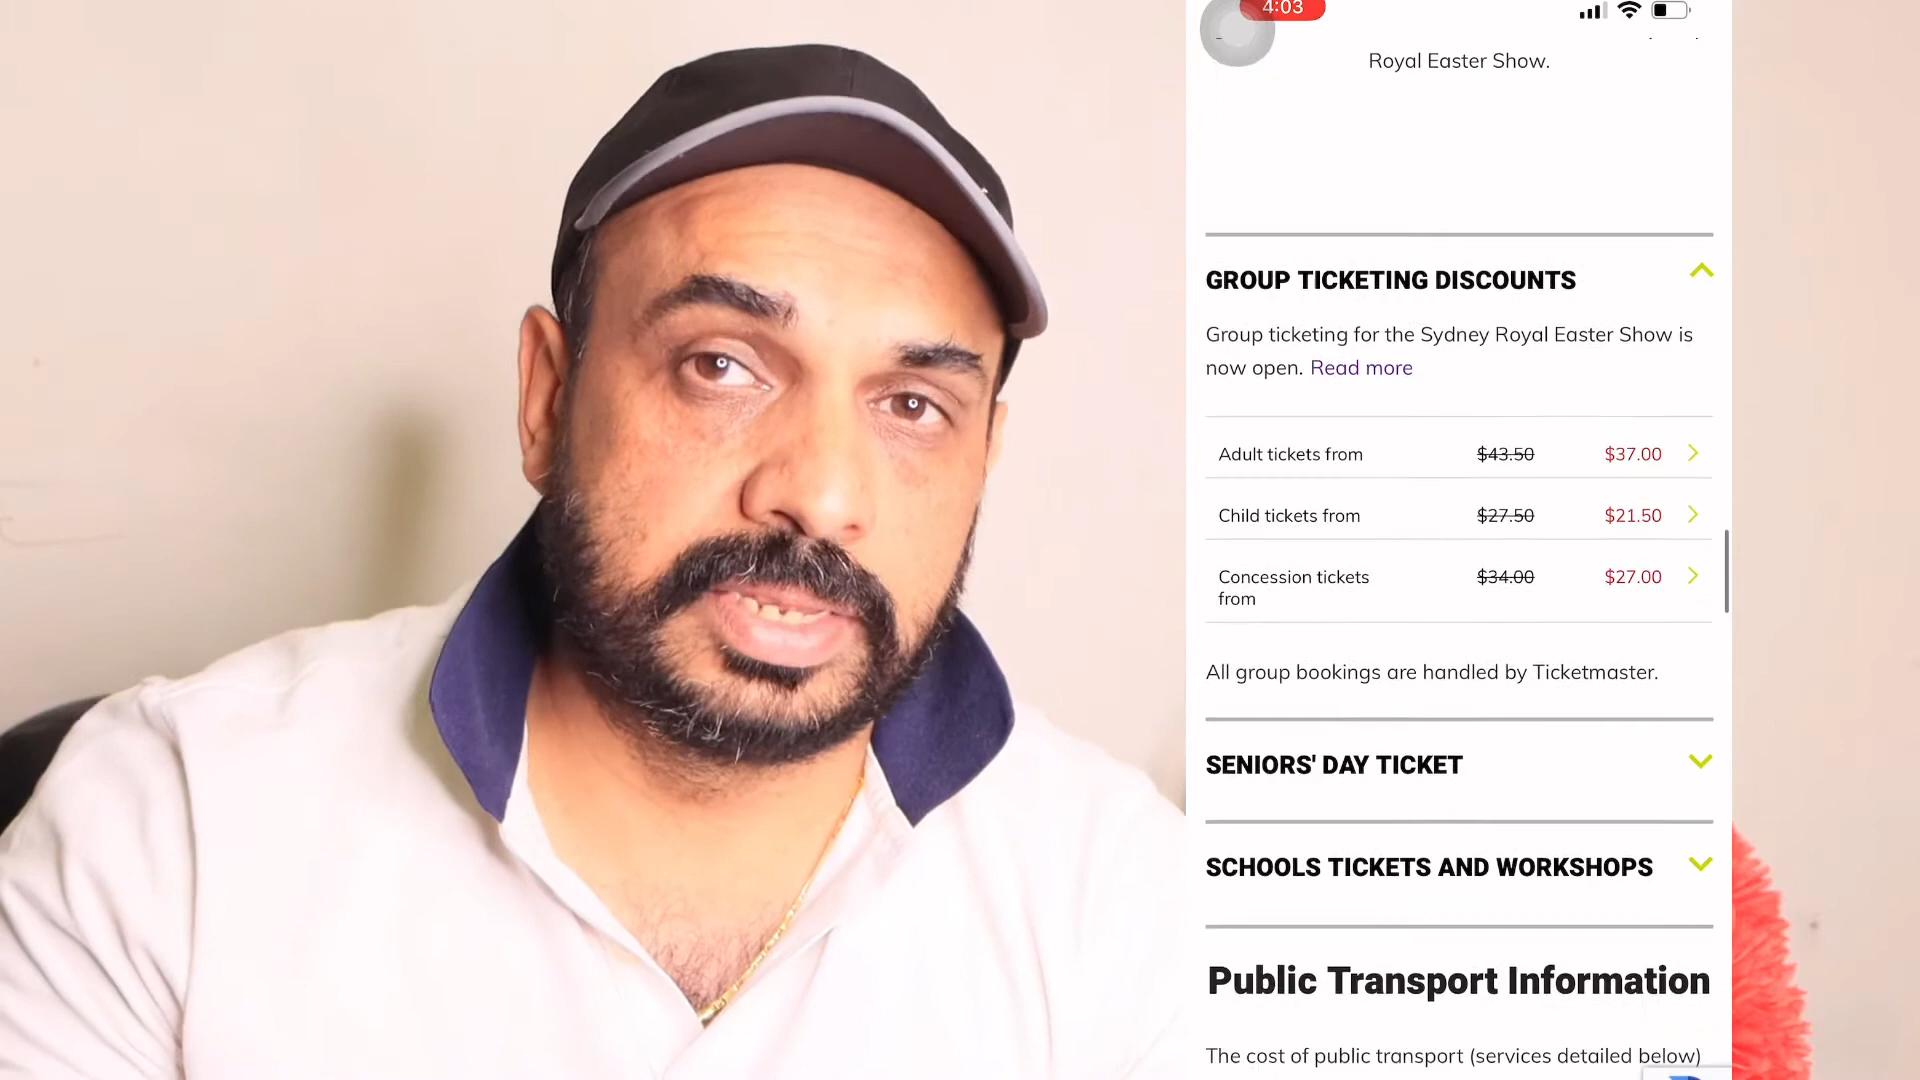 4:03
Royal Easter Show.
GROUP TICKETING DISCOUNTS
Group ticketing for the Sydney Royal Easter Show is
now open. Read more
Adult tickets from $43.50 $37.00
Child tickets from $27.50 $21.50
Concession tickets $34.00 $27.00
from
All group bookings are handled by Ticketmaster.
SENIORS' DAY TICKET
SCHOOLS TICKETS AND WORKSHOPS
Public Transport Information
The cost of public transport (services detailed below)